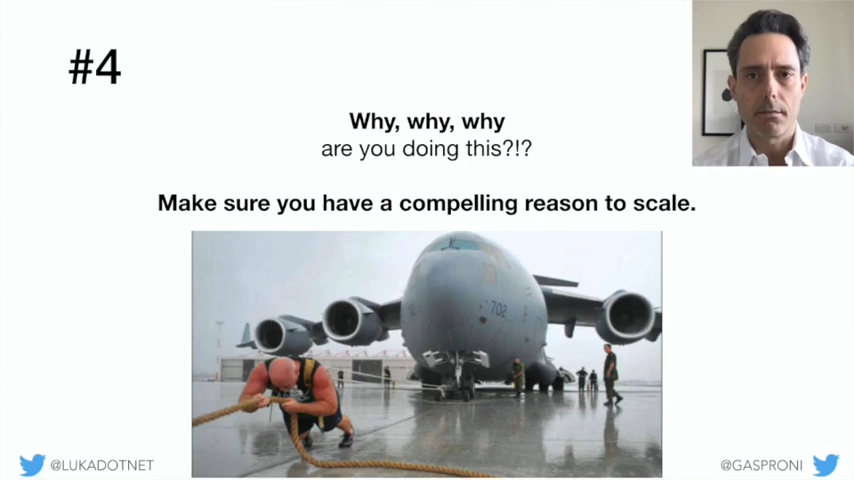 #4
Why, why, why
are you doing this?!?
Make sure you have a compelling reason to scale.
702
@LUKADOTNET
@GASPRONI